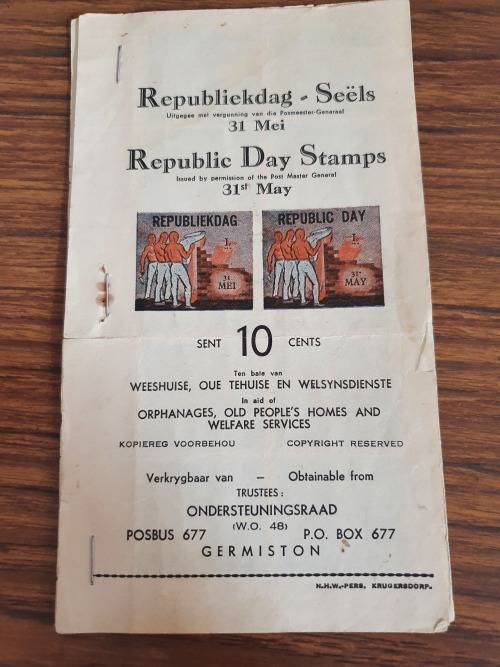 Republiekdag - Seëls
Uitgegee met vergunning van die Posmeester-Generaal
31 Mei
Republic Day Stamps
Issued by permission of the Post Master General
31st May
REPUBLIEKDAG
1
31
MEI
REPUBLIC DAY
1
31st
MAY
SENT 10 CENTS
Ten bate van
WEESHUISE, OUE TEHUISE EN WELSYNSDIENSTE
In aid of
ORPHANAGES, OLD PEOPLE'S HOMES AND
WELFARE SERVICES
KOPIEREG VOORBEHOU COPYRIGHT RESERVED
Verkrygbaar van – Obtainable from
TRUSTEES :
ONDERSTEUNINGSRAAD
(W.O. 48)
POSBUS 677 P.O. BOX 677
GERMISTON
N.H.W.-PERS, KRUGERSDORP.